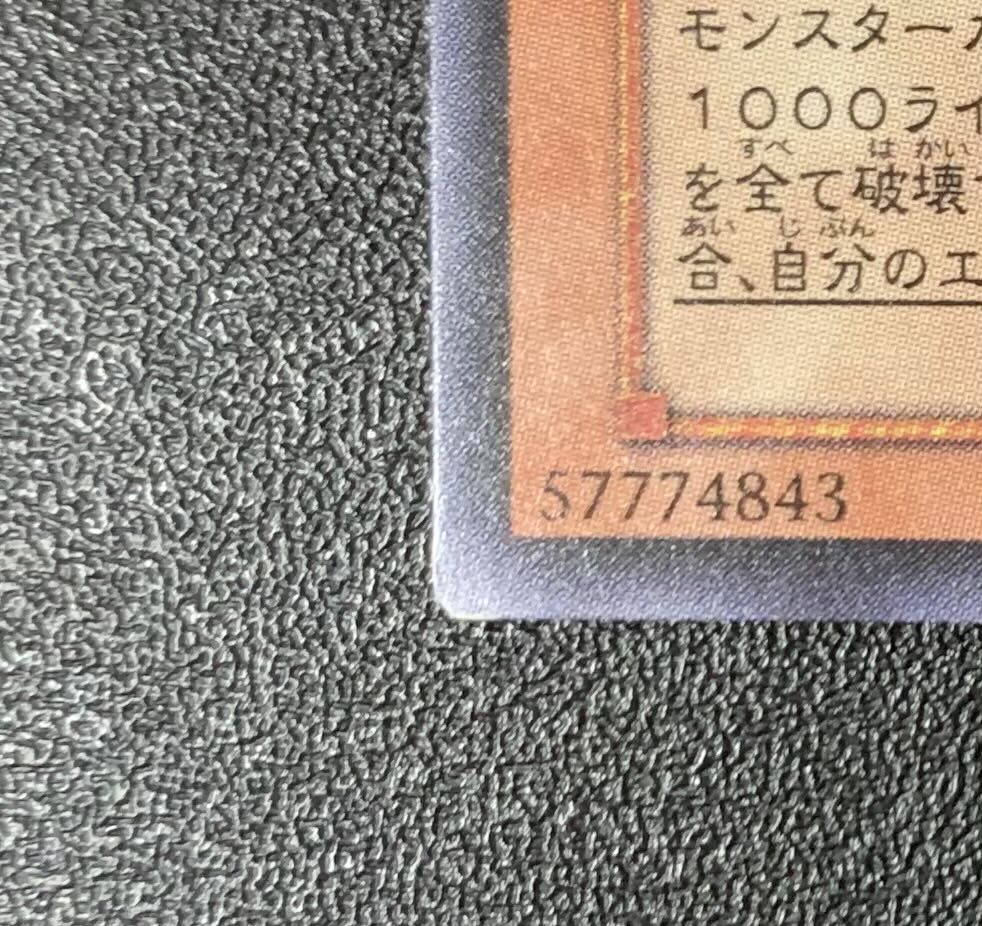 モンスター
1000ライ
すべ はかい
を全て破壊
あい じぶん
合、自分のエ
57774843